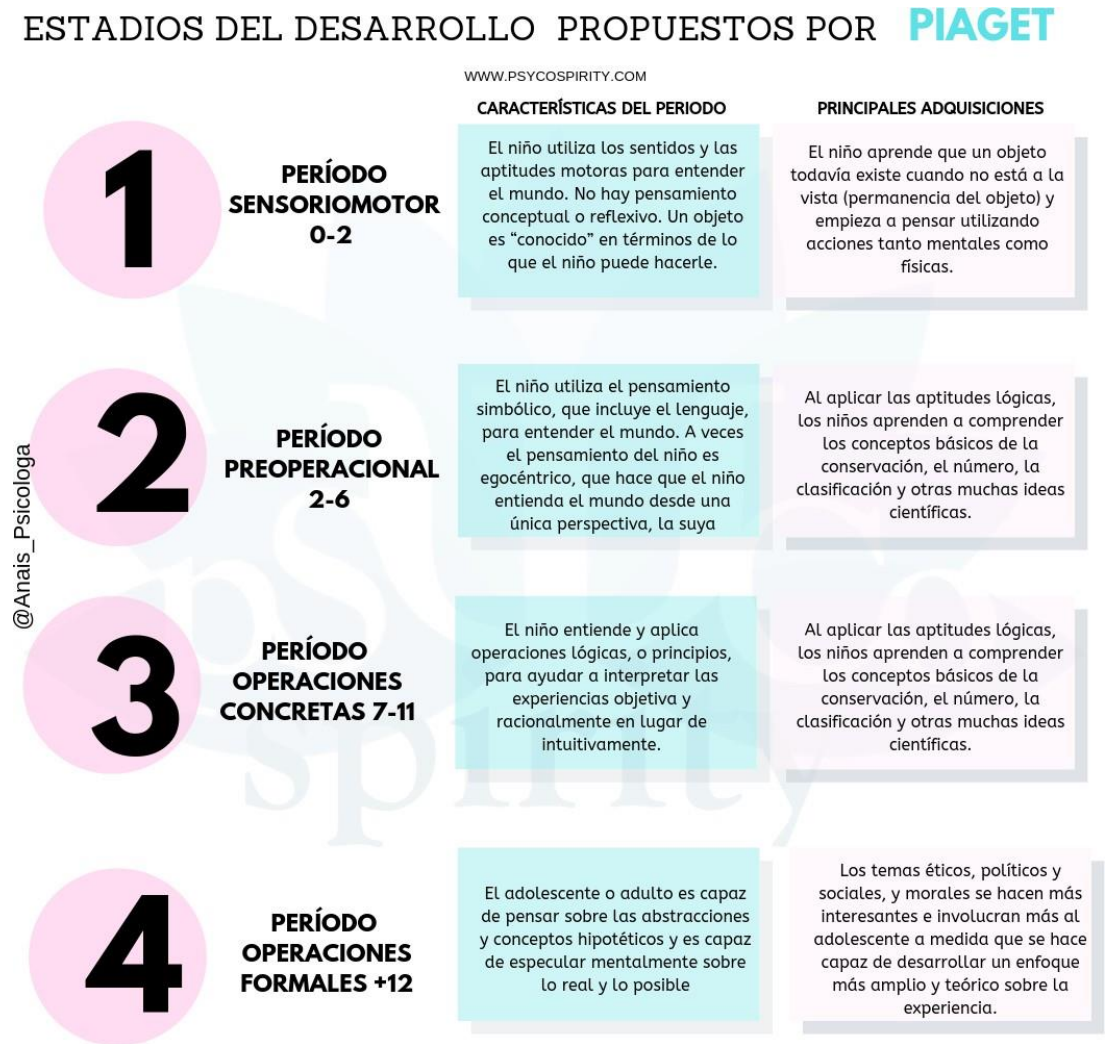 ESTADIOS DEL DESARROLLO PROPUESTOS POR PIAGET
WWW.PSYCOSPIRITY.COM
CARACTERÍSTICAS DEL PERIODO
PRINCIPALES ADQUISICIONES
1
PERÍODO
SENSORIOMOTOR
0-2
El niño utiliza los sentidos y las
aptitudes motoras para entender
el mundo. No hay pensamiento
conceptual o reflexivo. Un objeto
es “conocido” en términos de lo
que el niño puede hacerle.
El niño aprende que un objeto
todavía existe cuando no está a la
vista (permanencia del objeto) y
empieza a pensar utilizando
acciones tanto mentales como
físicas.
2
PERÍODO
PREOPERACIONAL
2-6
El niño utiliza el pensamiento
simbólico, que incluye el lenguaje,
para entender el mundo. A veces
el pensamiento del niño es
egocéntrico, que hace que el niño
entienda el mundo desde una
única perspectiva, la suya
Al aplicar las aptitudes lógicas,
los niños aprenden a comprender
los conceptos básicos de la
conservación, el número, la
clasificación y otras muchas ideas
científicas.
@Anais_Psicologa
3
PERÍODO
OPERACIONES
CONCRETAS 7-11
El niño entiende y aplica
operaciones lógicas, o principios,
para ayudar a interpretar las
experiencias objetiva y
racionalmente en lugar de
intuitivamente.
Al aplicar las aptitudes lógicas,
los niños aprenden a comprender
los conceptos básicos de la
conservación, el número, la
clasificación y otras muchas ideas
científicas.
psyco
spirity
4
PERÍODO
OPERACIONES
FORMALES +12
El adolescente o adulto es capaz
de pensar sobre las abstracciones
y conceptos hipotéticos y es capaz
de especular mentalmente sobre
lo real y lo posible
Los temas éticos, políticos y
sociales, y morales se hacen más
interesantes e involucran más al
adolescente a medida que se hace
capaz de desarrollar un enfoque
más amplio y teórico sobre la
experiencia.